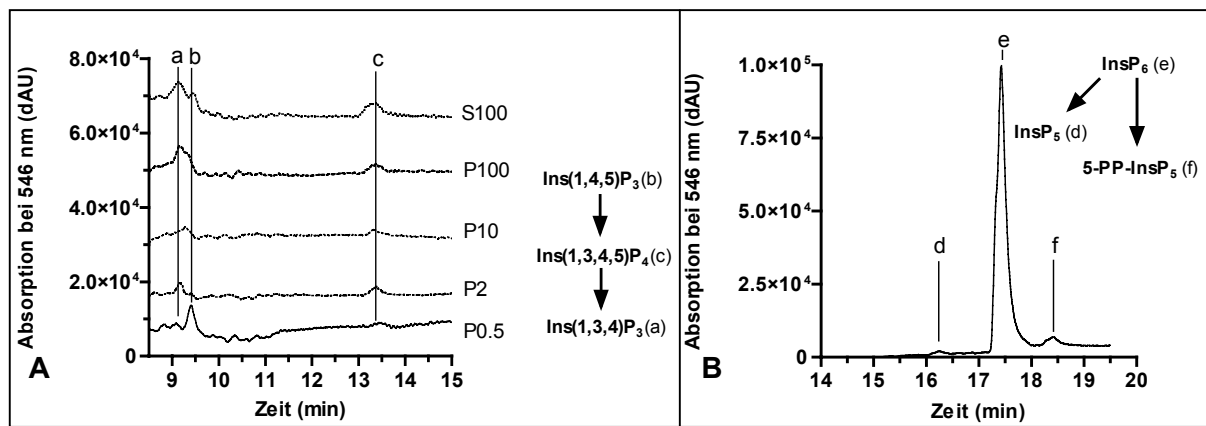 Absorption bei 546 nm (dAU)
8.0×10⁴
6.0×10⁴
4.0×10⁴
2.0×10⁴
0
a b c
S100
P100
P10
P2
P0.5
9 10 11 12 13 14 15
Zeit (min)
A
Ins(1,4,5)P₃ (b)
Ins(1,3,4,5)P₄ (c)
Ins(1,3,4)P₃ (a)
Absorption bei 546 nm (dAU)
1.0×10⁵
7.5×10⁴
5.0×10⁴
2.5×10⁴
0
e
d
f
InsP₆ (e)
InsP₅ (d)
5-PP-InsP₅ (f)
14 15 16 17 18 19 20
Zeit (min)
B